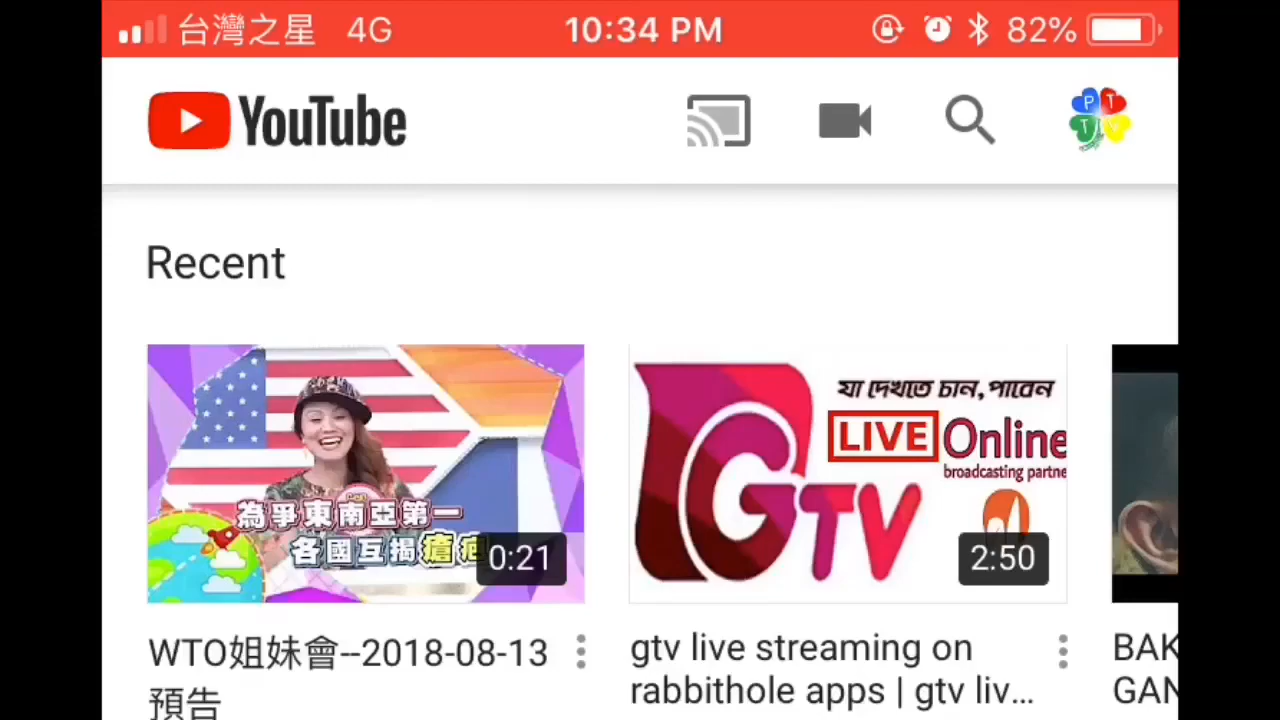 台灣之星 4G 10:34 PM 82%
YouTube
P T
T V
Recent
為爭東南亞第一
各國互揭瘡疤
0:21
যা দেখতে চান, পাবেন
LIVE Online
broadcasting partne
GTV
2:50
WTO姐妹會--2018-08-13
預告
gtv live streaming on
rabbithole apps | gtv liv...
BAK
GAN